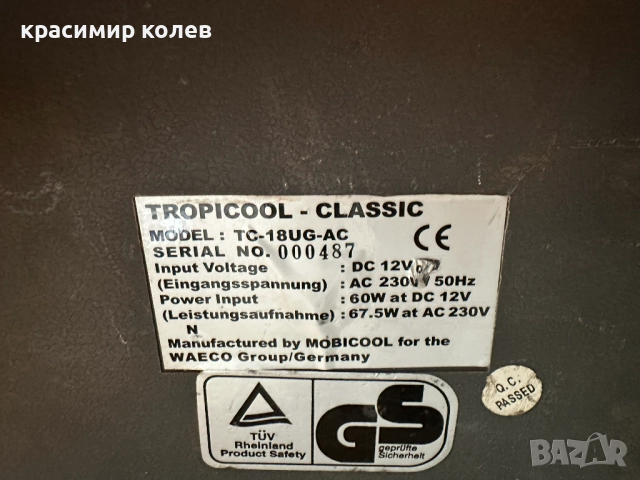 красимир колев
TROPICOOL - CLASSIC
MODEL : TC-18UG-AC
CE
SERIAL NO. 000487
Input Voltage : DC 12V
(Eingangsspannung) : AC 230V 50Hz
Power Input : 60W at DC 12V
(Leistungsaufnahme) : 67.5W at AC 230V
N
Manufactured by MOBICOOL for the
WAECO Group/Germany
Q.C.
PASSED
TÜV
Rheinland
Product Safety
GS
geprüfte
Sicherheit
BAZAR